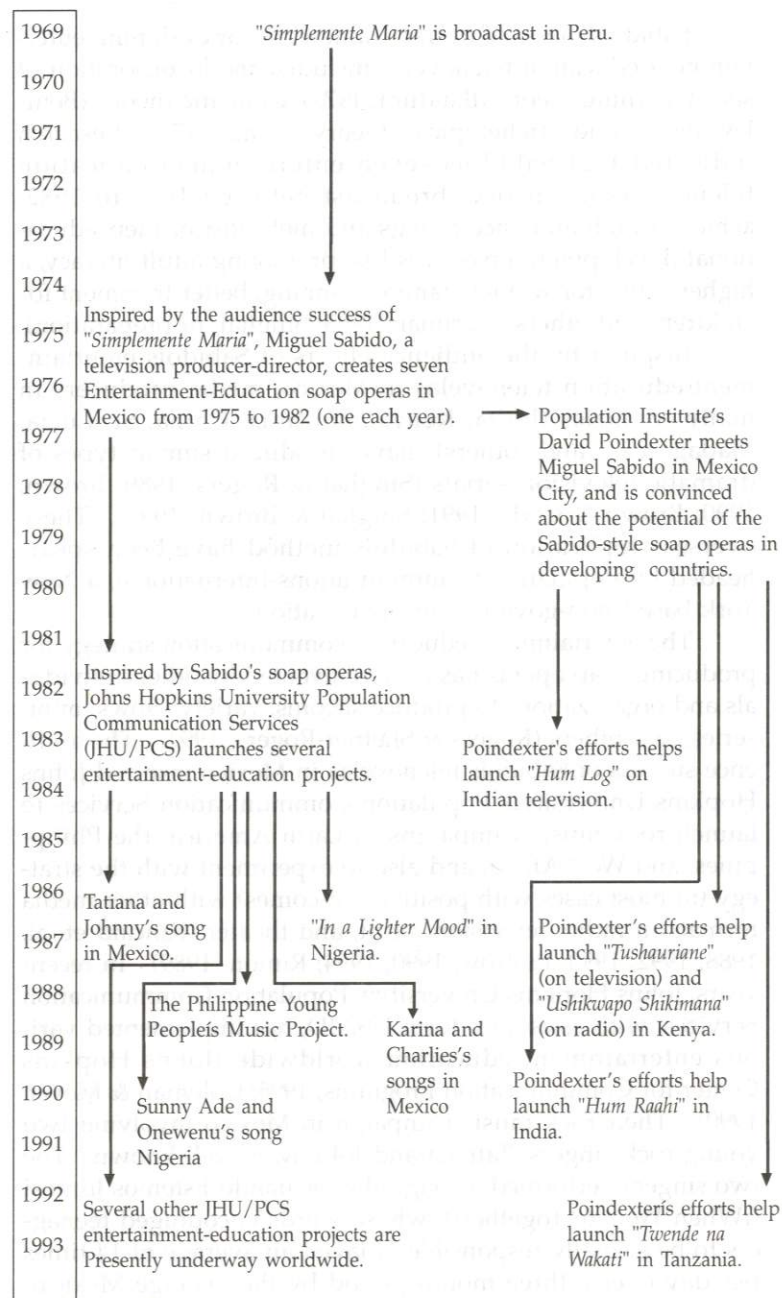 1969
1970
1971
1972
1973
1974
1975
1976
1977
1978
1979
1980
1981
1982
1983
1984
1985
1986
1987
1988
1989
1990
1991
1992
1993
"Simplemente Maria" is broadcast in Peru.
Inspired by the audience success of
"Simplemente Maria", Miguel Sabido, a
television producer-director, creates seven
Entertainment-Education soap operas in
Mexico from 1975 to 1982 (one each year).
Population Institute's
David Poindexter meets
Miguel Sabido in Mexico
City, and is convinced
about the potential of the
Sabido-style soap operas in
developing countries.
Inspired by Sabido's soap operas,
Johns Hopkins University Population
Communication Services
(JHU/PCS) launches several
entertainment-education projects.
Poindexter's efforts helps
launch "Hum Log" on
Indian television.
Tatiana and
Johnny's song
in Mexico.
"In a Lighter Mood" in
Nigeria.
Poindexter's efforts help
launch "Tushauriane"
(on television) and
"Ushikwapo Shikimana"
(on radio) in Kenya.
The Philippine Young
Peopleís Music Project.
Karina and
Charlies's
songs in
Mexico
Poindexter's efforts help
launch "Hum Raahi" in
India.
Sunny Ade and
Onewenu's song
Nigeria
Several other JHU/PCS
entertainment-education projects are
Presently underway worldwide.
Poindexterís efforts help
launch "Twende na
Wakati" in Tanzania.